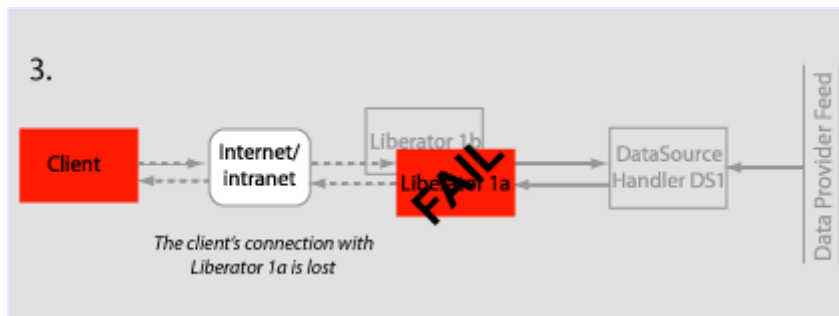 3.
Client
Internet/
intranet
Liberator 1b
Liberator 1a
FAIL
DataSource
Handler DS1
Data Provider Feed
The client's connection with
Liberator 1a is lost